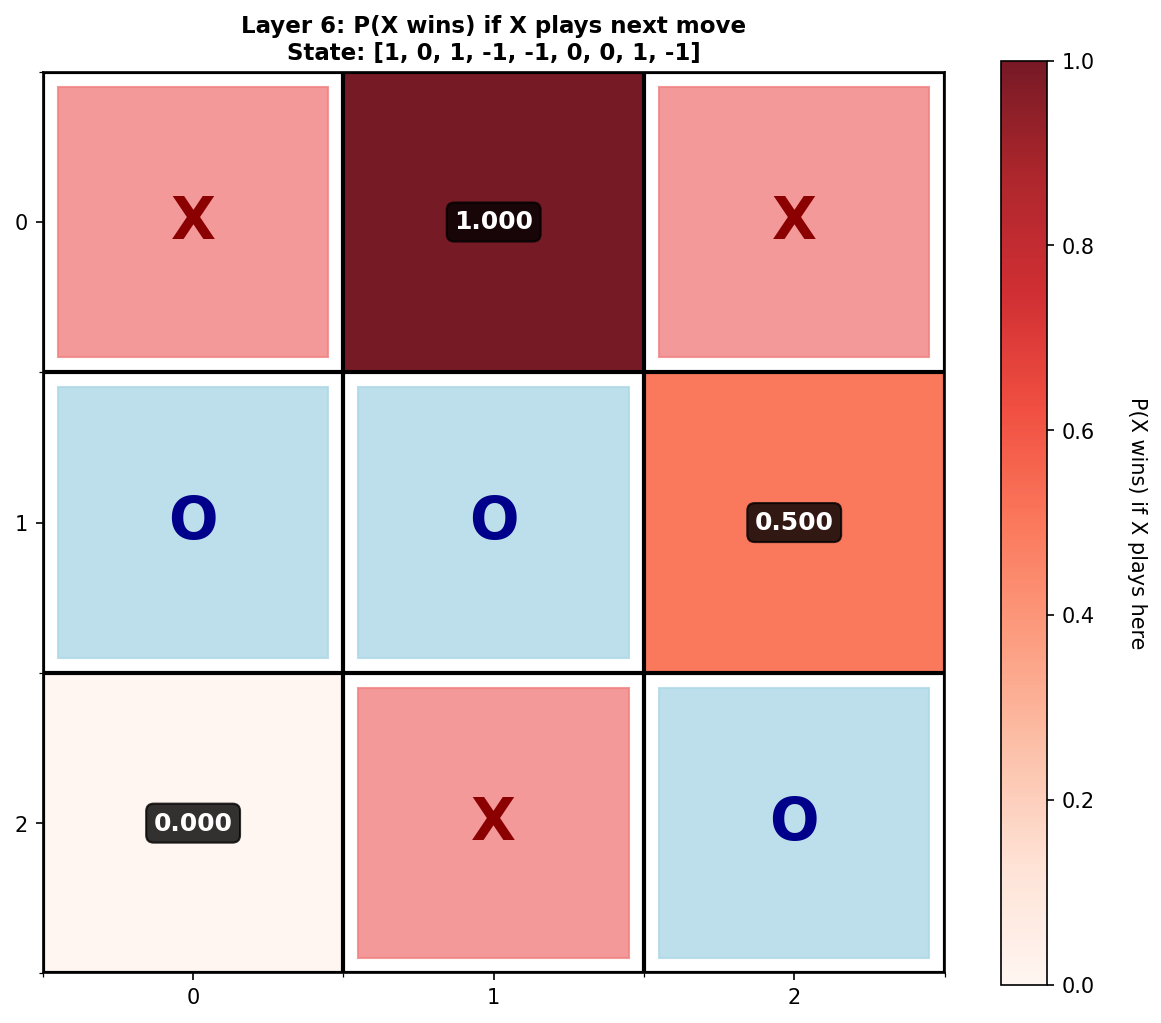 Layer 6: P(X wins) if X plays next move
State: [1, 0, 1, -1, -1, 0, 0, 1, -1]
0
X
1.000
X
1
O
O
0.500
2
0.000
X
O
0
1
2
1.0
0.8
0.6
0.4
0.2
0.0
P(X wins) if X plays here